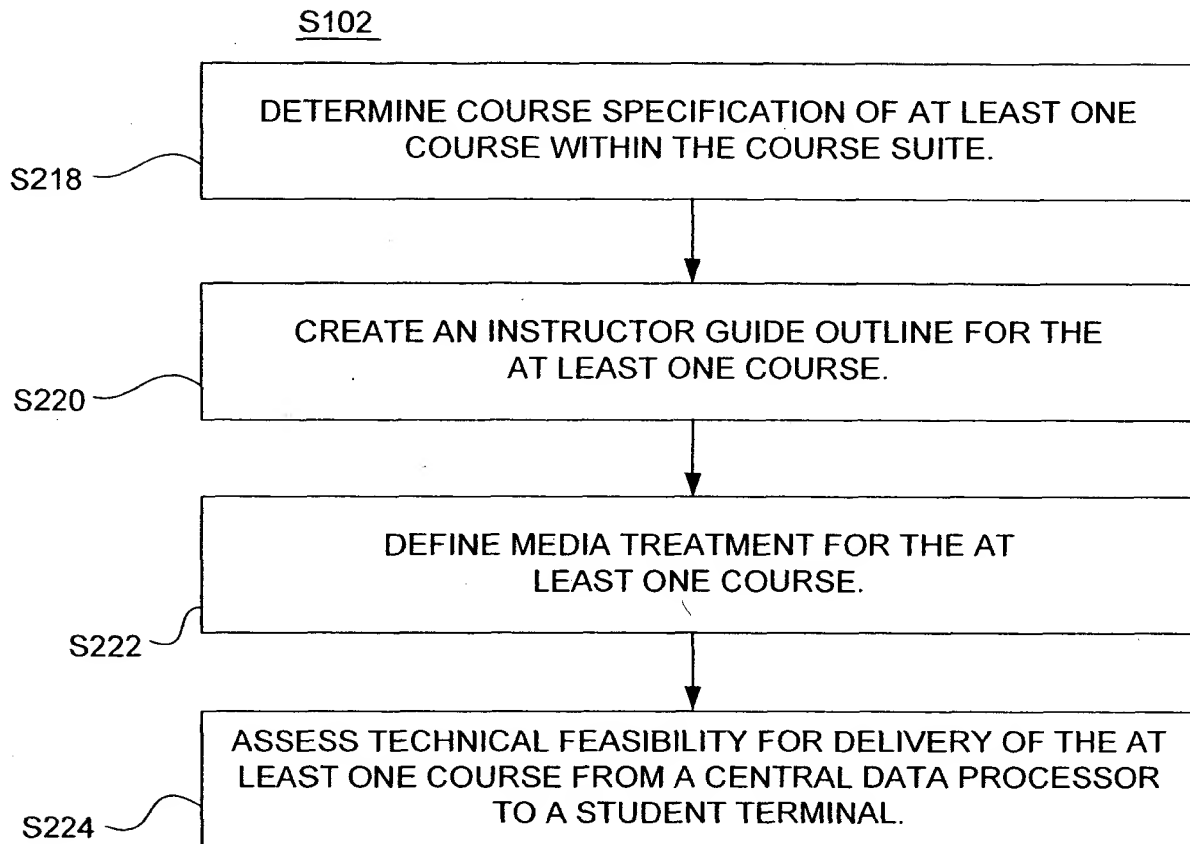 S102
DETERMINE COURSE SPECIFICATION OF AT LEAST ONE
COURSE WITHIN THE COURSE SUITE.
S218
CREATE AN INSTRUCTOR GUIDE OUTLINE FOR THE
AT LEAST ONE COURSE.
S220
DEFINE MEDIA TREATMENT FOR THE AT
LEAST ONE COURSE.
S222
ASSESS TECHNICAL FEASIBILITY FOR DELIVERY OF THE AT
LEAST ONE COURSE FROM A CENTRAL DATA PROCESSOR
TO A STUDENT TERMINAL.
S224